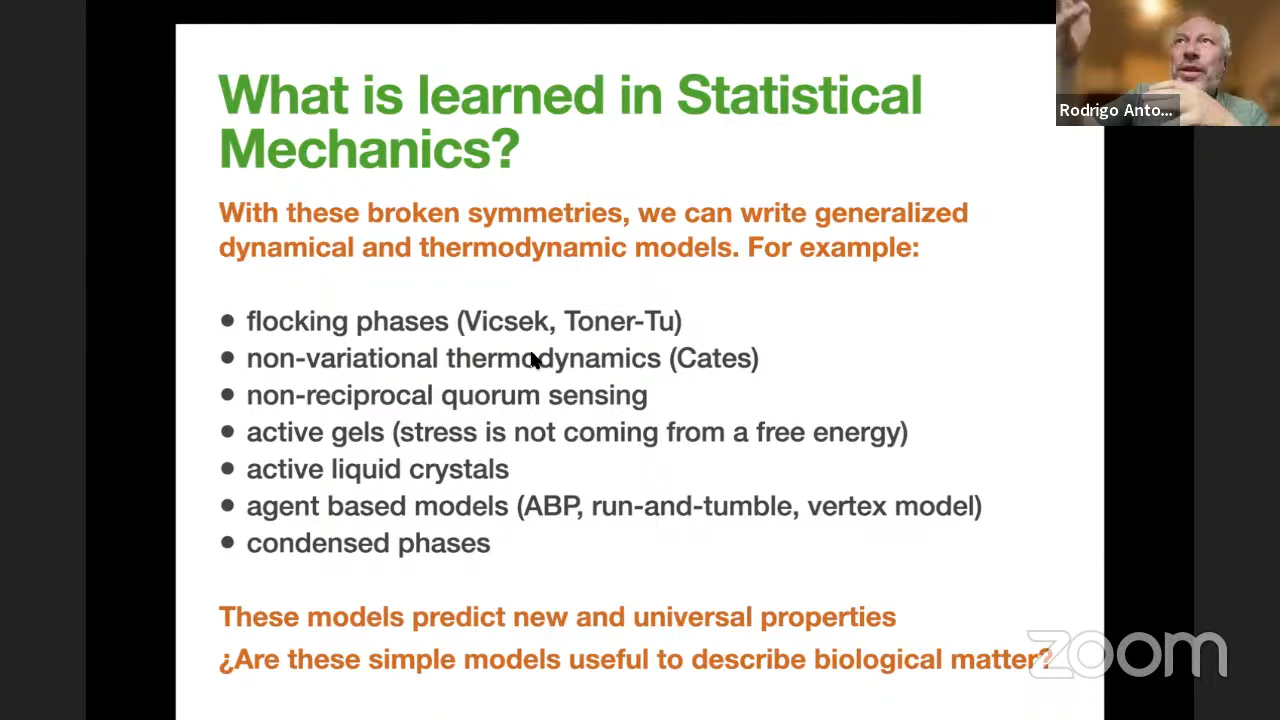 What is learned in Statistical
Mechanics?
Rodrigo Anto...
With these broken symmetries, we can write generalized
dynamical and thermodynamic models. For example:
• flocking phases (Vicsek, Toner-Tu)
• non-variational thermodynamics (Cates)
• non-reciprocal quorum sensing
• active gels (stress is not coming from a free energy)
• active liquid crystals
• agent based models (ABP, run-and-tumble, vertex model)
• condensed phases
These models predict new and universal properties
¿Are these simple models useful to describe biological matter?
zoom